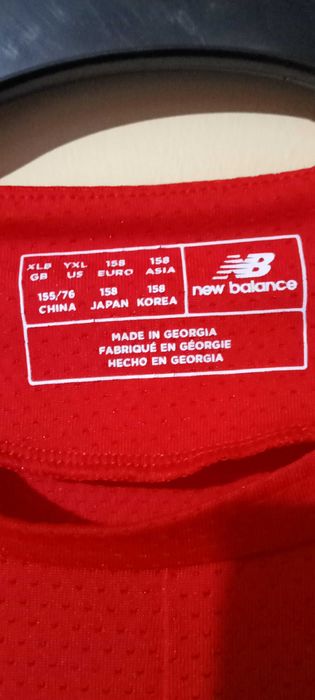 XLB YXL 158 158
GB US EURO ASIA
155/76 158 158
CHINA JAPAN KOREA
NB
new balance
MADE IN GEORGIA
FABRIQUÉ EN GÉORGIE
HECHO EN GEORGIA